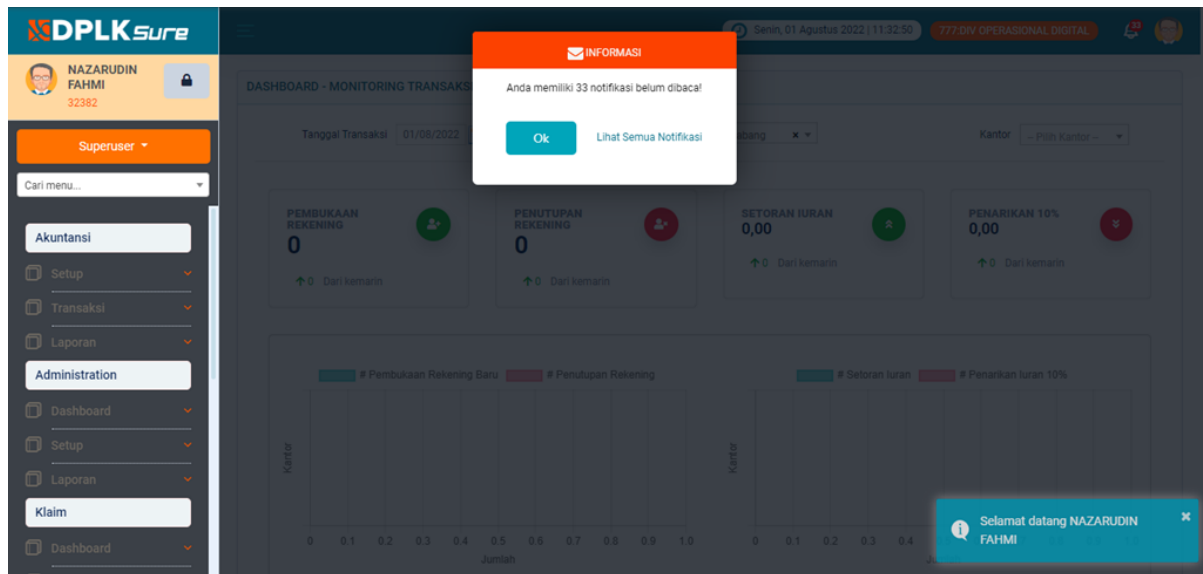 DPLKSure
NAZARUDIN
FAHMI
32382
Superuser
Cari menu...
Akuntansi
Setup
Transaksi
Laporan
Administration
Dashboard
Setup
Laporan
Klaim
Dashboard
Senin, 01 Agustus 2022 | 11:32:50
777:DIV OPERASIONAL DIGITAL
33
INFORMASI
Anda memiliki 33 notifikasi belum dibaca!
Ok
Lihat Semua Notifikasi
DASHBOARD - MONITORING TRANSAKS
Tanggal Transaksi 01/08/2022
abang ×
Kantor -- Pilih Kantor --
PEMBUKAAN
REKENING
0
0 Dari kemarin
PENUTUPAN
REKENING
0
0 Dari kemarin
SETORAN IURAN
0,00
0 Dari kemarin
PENARIKAN 10%
0,00
0 Dari kemarin
# Pembukaan Rekening Baru # Penutupan Rekening
Kantor
0 0.1 0.2 0.3 0.4 0.5 0.6 0.7 0.8 0.9 1.0
Jumlah
# Setoran Iuran # Penarikan Iuran 10%
Kantor
0 0.1 0.2 0.3 0.4
Selamat datang NAZARUDIN
FAHMI
×